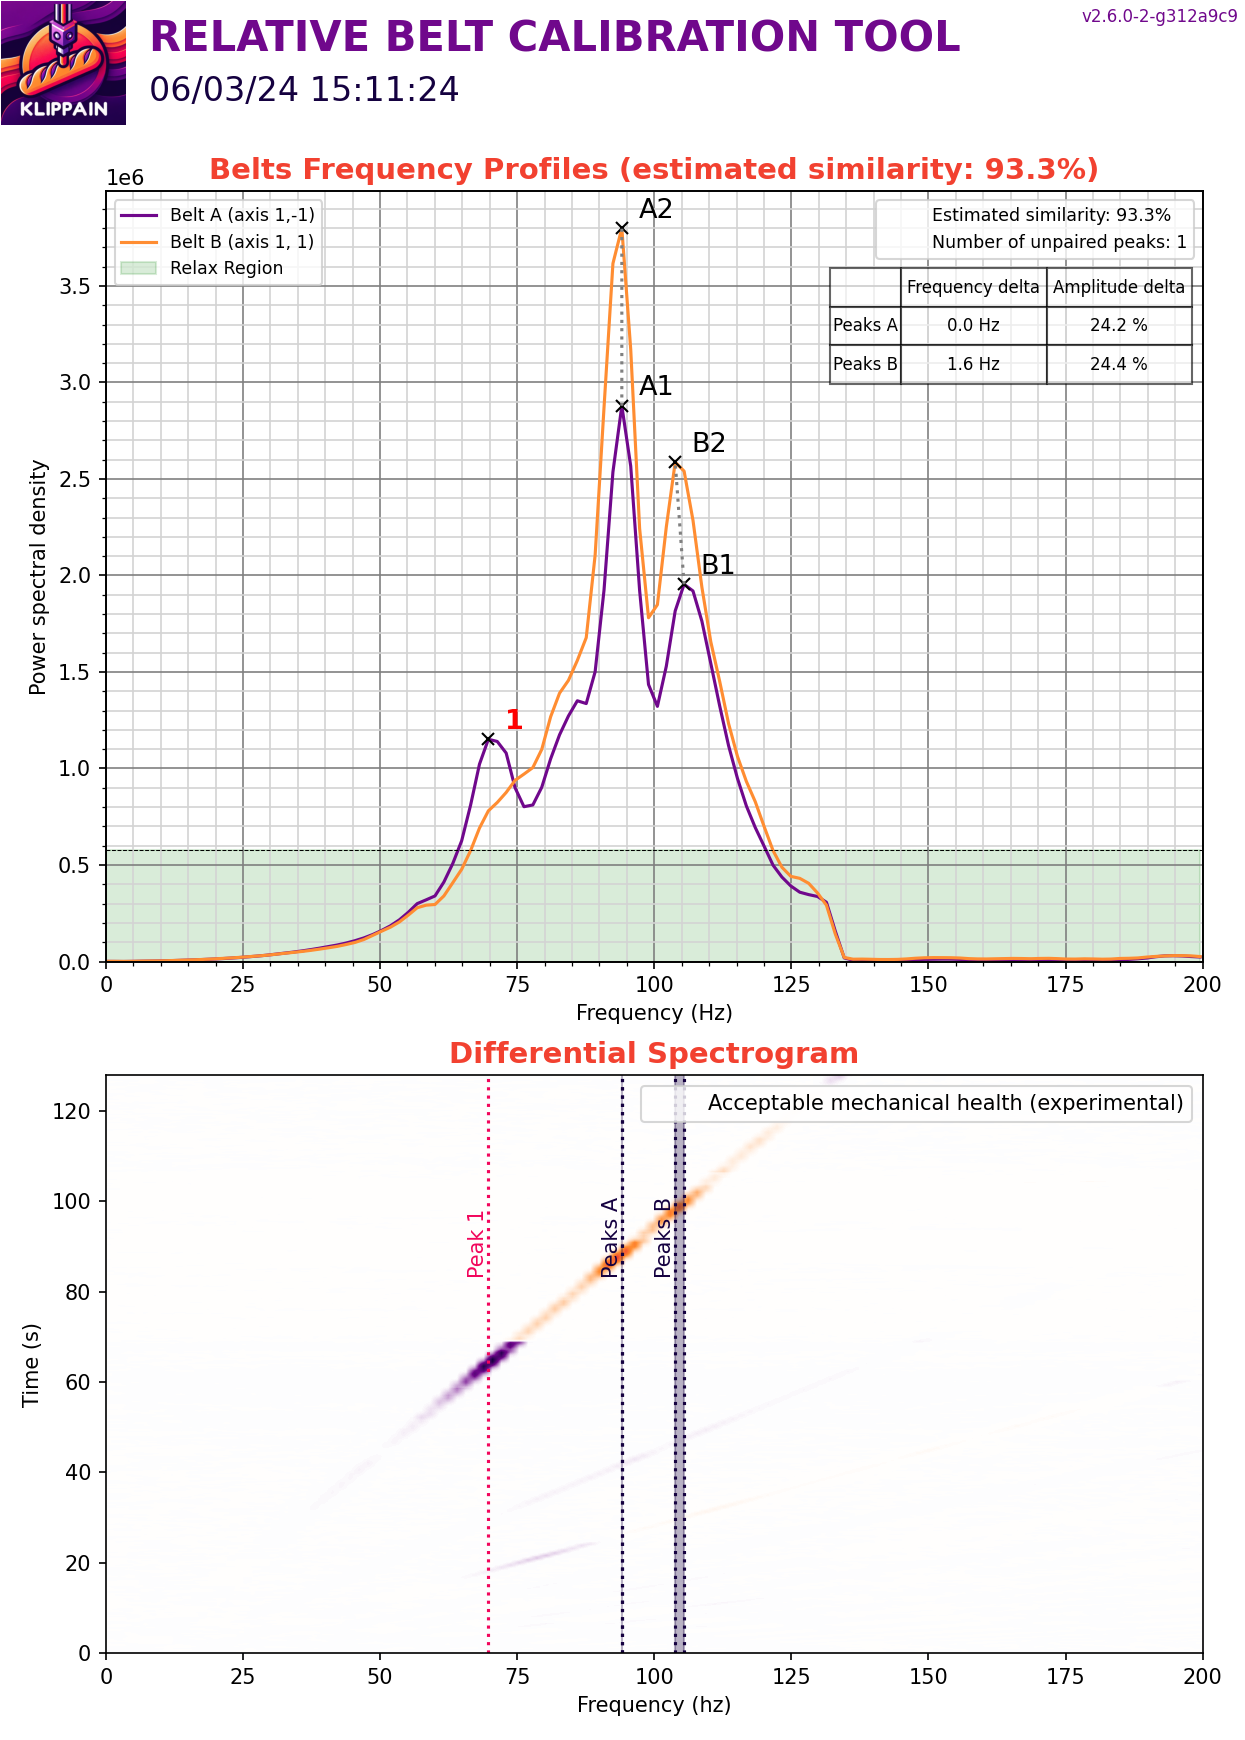 v2.6.0-2-g312a9c9
RELATIVE BELT CALIBRATION TOOL
06/03/24 15:11:24
KLIPPAIN
Belts Frequency Profiles (estimated similarity: 93.3%)
1e6
Belt A (axis 1,-1)
Belt B (axis 1, 1)
Relax Region
Estimated similarity: 93.3%
Number of unpaired peaks: 1
Frequency delta Amplitude delta
Peaks A 0.0 Hz 24.2 %
Peaks B 1.6 Hz 24.4 %
A2
A1
B2
B1
1
Power spectral density
3.5
3.0
2.5
2.0
1.5
1.0
0.5
0.0
0 25 50 75 100 125 150 175 200
Frequency (Hz)
Differential Spectrogram
Acceptable mechanical health (experimental)
Peak 1
Peaks A
Peaks B
Time (s)
120
100
80
60
40
20
0
0 25 50 75 100 125 150 175 200
Frequency (hz)